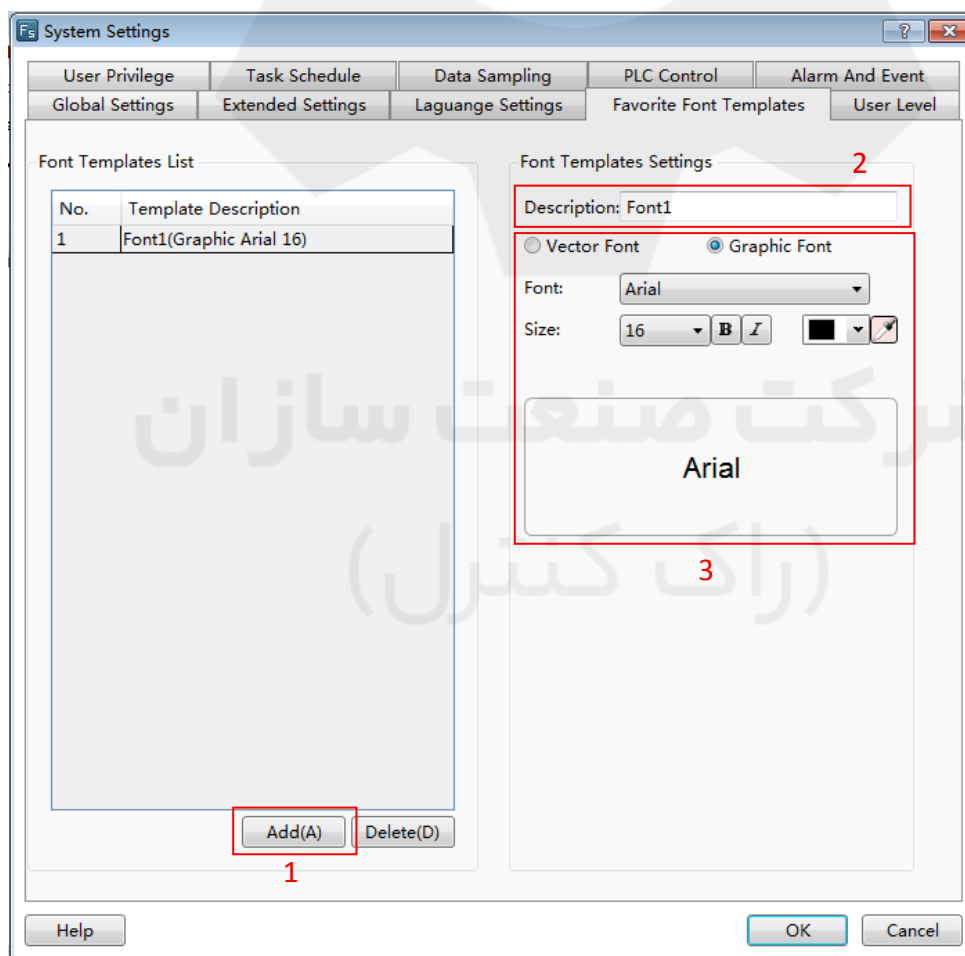 Fs System Settings
User Privilege Task Schedule Data Sampling PLC Control Alarm And Event
Global Settings Extended Settings Laguange Settings Favorite Font Templates User Level
Font Templates List
No. Template Description
1 Font1(Graphic Arial 16)
Add(A) Delete(D)
1
Font Templates Settings
2
Description: Font1
Vector Font Graphic Font
Font: Arial
Size: 16 B I
Arial
3
شرکت صنعت سازان
(راک کنترل)
Help OK Cancel